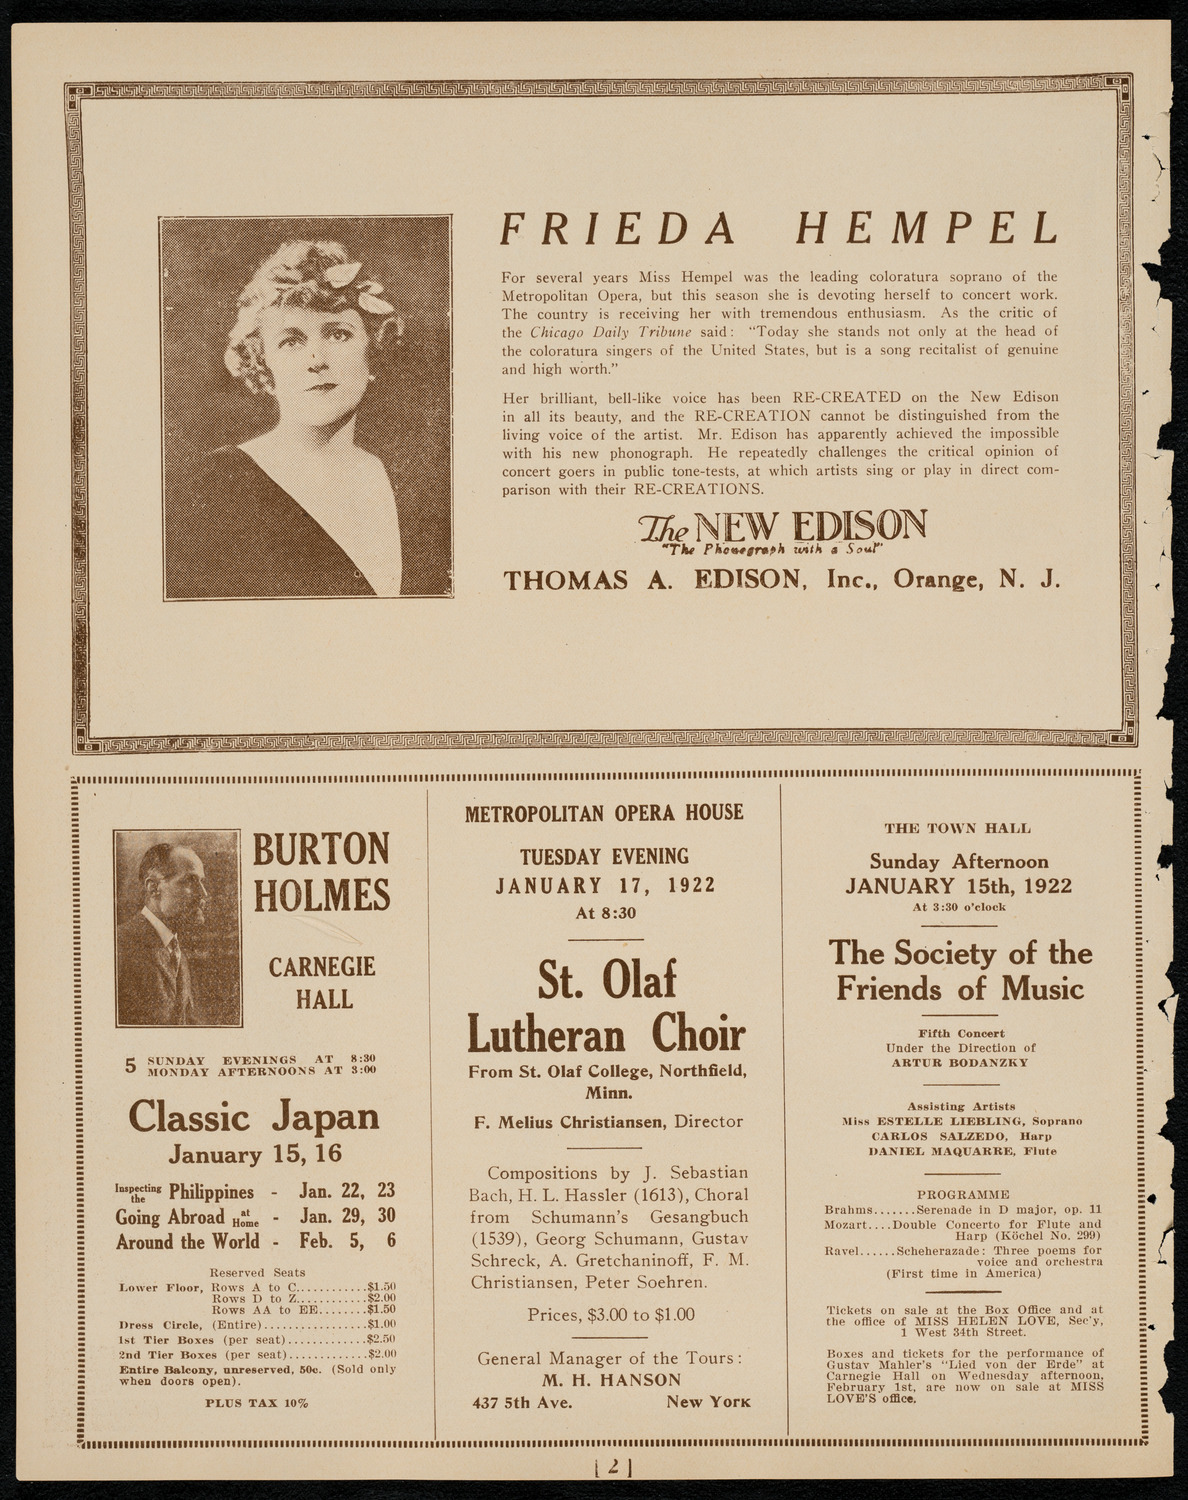 FRIEDA HEMPEL
For several years Miss Hempel was the leading coloratura soprano of the
Metropolitan Opera, but this season she is devoting herself to concert work.
The country is receiving her with tremendous enthusiasm. As the critic of
the Chicago Daily Tribune said: "Today she stands not only at the head of
the coloratura singers of the United States, but is a song recitalist of genuine
and high worth."
Her brilliant, bell-like voice has been RE-CREATED on the New Edison
in all its beauty, and the RE-CREATION cannot be distinguished from the
living voice of the artist. Mr. Edison has apparently achieved the impossible
with his new phonograph. He repeatedly challenges the critical opinion of
concert goers in public tone-tests, at which artists sing or play in direct com-
parison with their RE-CREATIONS.
The NEW EDISON
"The Phonograph with a Soul"
THOMAS A. EDISON, Inc., Orange, N. J.
BURTON
HOLMES
CARNEGIE
HALL
5 SUNDAY EVENINGS AT 8:30
MONDAY AFTERNOONS AT 3:00
Classic Japan
January 15, 16
Inspecting the Philippines - Jan. 22, 23
Going Abroad at Home - Jan. 29, 30
Around the World - Feb. 5, 6
Reserved Seats
Lower Floor, Rows A to C...........$1.50
Rows D to Z...........$2.00
Rows AA to EE........$1.50
Dress Circle, (Entire).................$1.00
1st Tier Boxes (per seat).............$2.50
2nd Tier Boxes (per seat).............$2.00
Entire Balcony, unreserved, 50c. (Sold only
when doors open).
PLUS TAX 10%
METROPOLITAN OPERA HOUSE
TUESDAY EVENING
JANUARY 17, 1922
At 8:30
St. Olaf
Lutheran Choir
From St. Olaf College, Northfield,
Minn.
F. Melius Christiansen, Director
Compositions by J. Sebastian
Bach, H. L. Hassler (1613), Choral
from Schumann's Gesangbuch
(1539), Georg Schumann, Gustav
Schreck, A. Gretchaninoff, F. M.
Christiansen, Peter Soehren.
Prices, $3.00 to $1.00
General Manager of the Tours:
M. H. HANSON
437 5th Ave. New York
THE TOWN HALL
Sunday Afternoon
JANUARY 15th, 1922
At 3:30 o'clock
The Society of the
Friends of Music
Fifth Concert
Under the Direction of
ARTUR BODANZKY
Assisting Artists
Miss ESTELLE LIEBLING, Soprano
CARLOS SALZEDO, Harp
DANIEL MAQUARRE, Flute
PROGRAMME
Brahms.......Serenade in D major, op. 11
Mozart....Double Concerto for Flute and
Harp (Köchel No. 299)
Ravel......Scheherazade: Three poems for
voice and orchestra
(First time in America)
Tickets on sale at the Box Office and at
the office of MISS HELEN LOVE, Sec'y,
1 West 34th Street.
Boxes and tickets for the performance of
Gustav Mahler's "Lied von der Erde" at
Carnegie Hall on Wednesday afternoon,
February 1st, are now on sale at MISS
LOVE'S office.
[2]